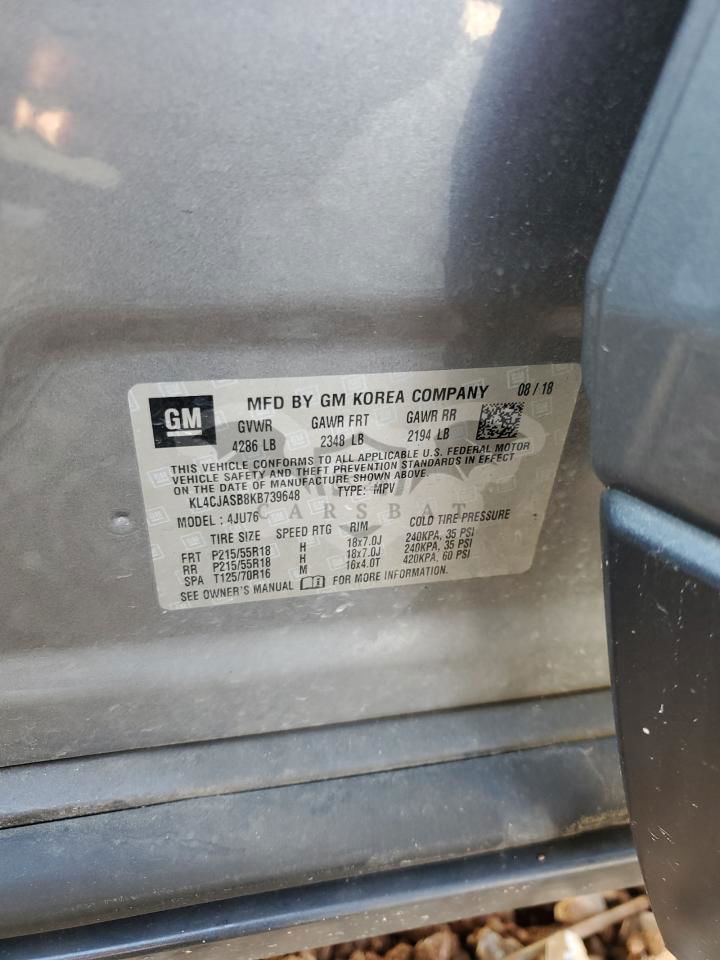 GM
MFD BY GM KOREA COMPANY 08 / 18
GVWR GAWR FRT GAWR RR
4286 LB 2348 LB 2194 LB
THIS VEHICLE CONFORMS TO ALL APPLICABLE U.S. FEDERAL MOTOR
VEHICLE SAFETY AND THEFT PREVENTION STANDARDS IN EFFECT
ON THE DATE OF MANUFACTURE SHOWN ABOVE.
KL4CJASB8KB739648 TYPE: MPV
CARSBAT
MODEL : 4JU76
TIRE SIZE SPEED RTG RIM COLD TIRE PRESSURE
FRT P215/55R18 H 18x7.0J 240KPA, 35 PSI
RR P215/55R18 H 18x7.0J 240KPA, 35 PSI
SPA T125/70R16 M 16x4.0T 420KPA, 60 PSI
SEE OWNER'S MANUAL FOR MORE INFORMATION.